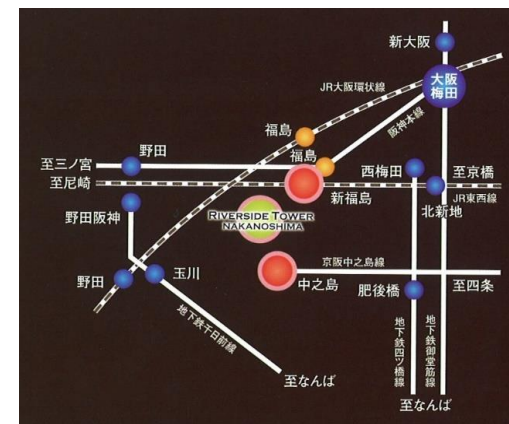 新大阪
大阪
梅田
JR大阪環状線
阪神本線
福島
野田
福島
西梅田
至三ノ宮
至京橋
至尼崎
新福島
JR東西線
北新地
野田阪神
RIVERSIDE TOWER
NAKANOSHIMA
京阪中之島線
野田
玉川
中之島
肥後橋
至四条
地下鉄千日前線
地下鉄四ツ橋線
地下鉄御堂筋線
至なんば
至なんば